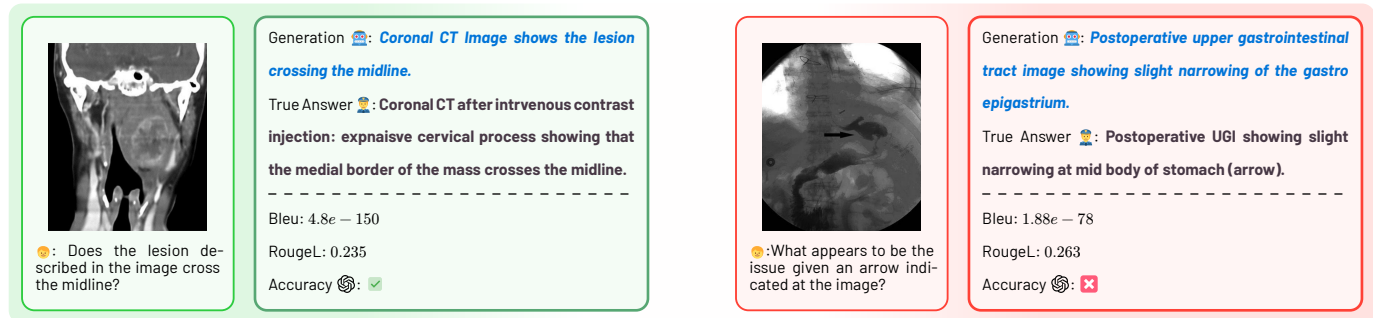 Does the lesion de-
scribed in the image cross
the midline?
Generation : Coronal CT Image shows the lesion
crossing the midline.
True Answer : Coronal CT after intrvenous contrast
injection: expnaisve cervical process showing that
the medial border of the mass crosses the midline.
Bleu: 4.8e − 150
RougeL: 0.235
Accuracy :
:What appears to be the
issue given an arrow indi-
cated at the image?
Generation : Postoperative upper gastrointestinal
tract image showing slight narrowing of the gastro
epigastrium.
True Answer : Postoperative UGI showing slight
narrowing at mid body of stomach (arrow).
Bleu: 1.88e − 78
RougeL: 0.263
Accuracy :